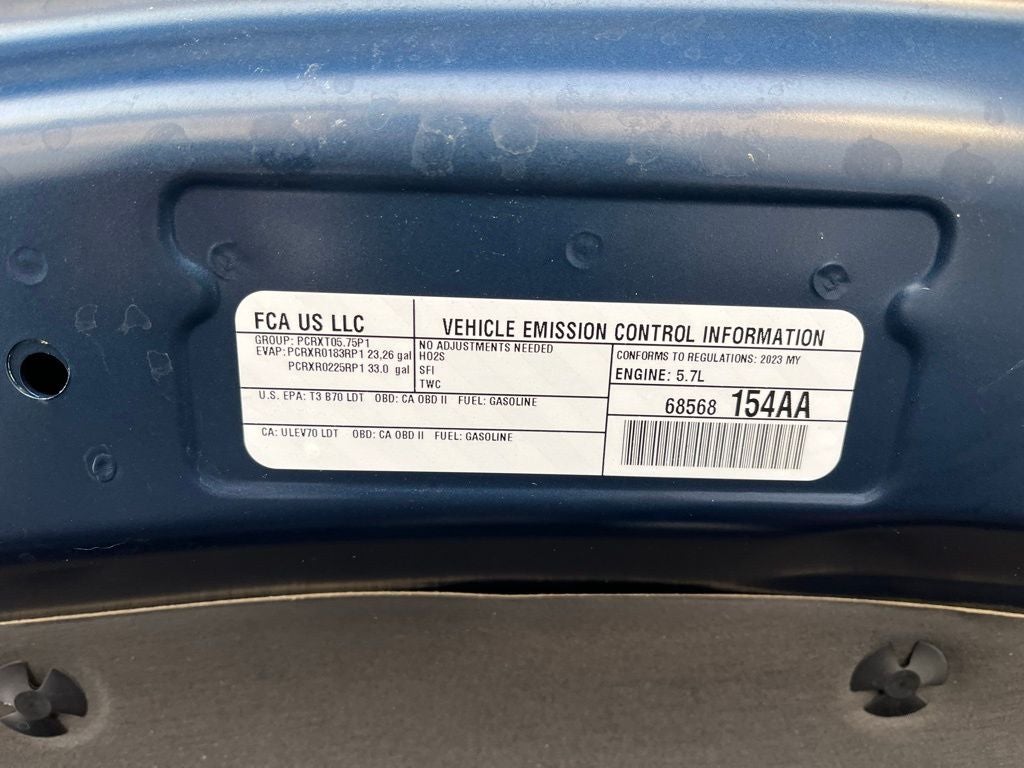 FCA US LLC
VEHICLE EMISSION CONTROL INFORMATION
GROUP: PCRXT05.75P1
EVAP: PCRXR0183RP1 23,26 gal
PCRXR0225RP1 33.0 gal
NO ADJUSTMENTS NEEDED
HO2S
SFI
TWC
CONFORMS TO REGULATIONS: 2023 MY
ENGINE: 5.7L
U.S. EPA: T3 B70 LDT OBD: CA OBD II FUEL: GASOLINE
68568 154AA
CA: ULEV70 LDT OBD: CA OBD II FUEL: GASOLINE